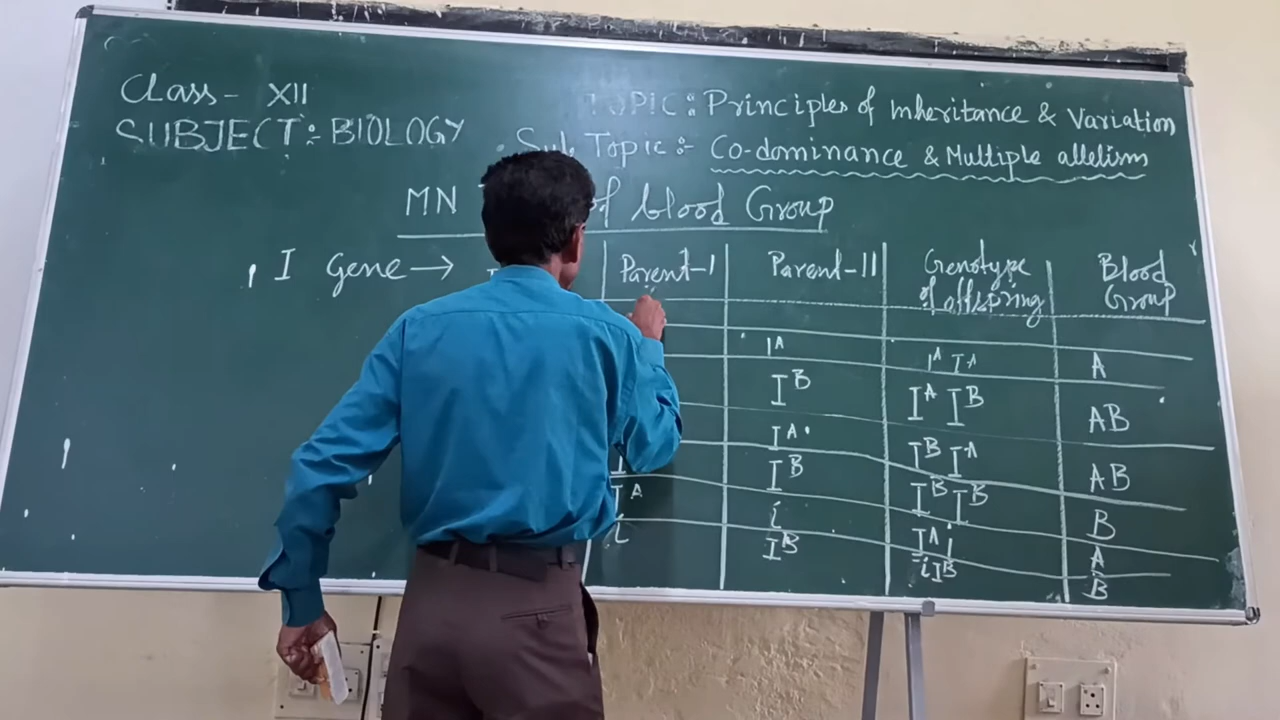 Class- XII
TOPIC:Principles of Inheritance & Variation
SUBJECT:-BIOLOGY
Sub Topic:- Co-dominance & Multiple allelism
MN of blood Group
I Gene →
Parent-I Parent-II Genotype of offspring Blood Group
I^A I^A I^A A
I^B I^A I^B AB
I^A I^B I^A AB
I^B I^B I^B B
I^A i I^A i A
i I^B i I^B B